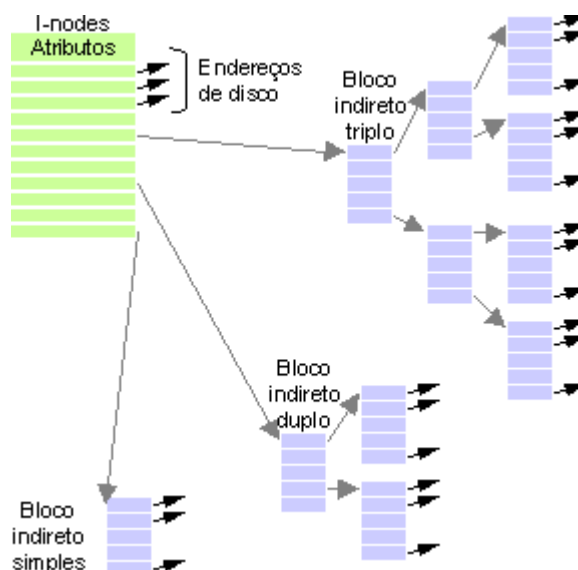 I-nodes
Atributos
Endereços
de disco
Bloco
indireto
triplo
Bloco
indireto
duplo
Bloco
indireto
simples